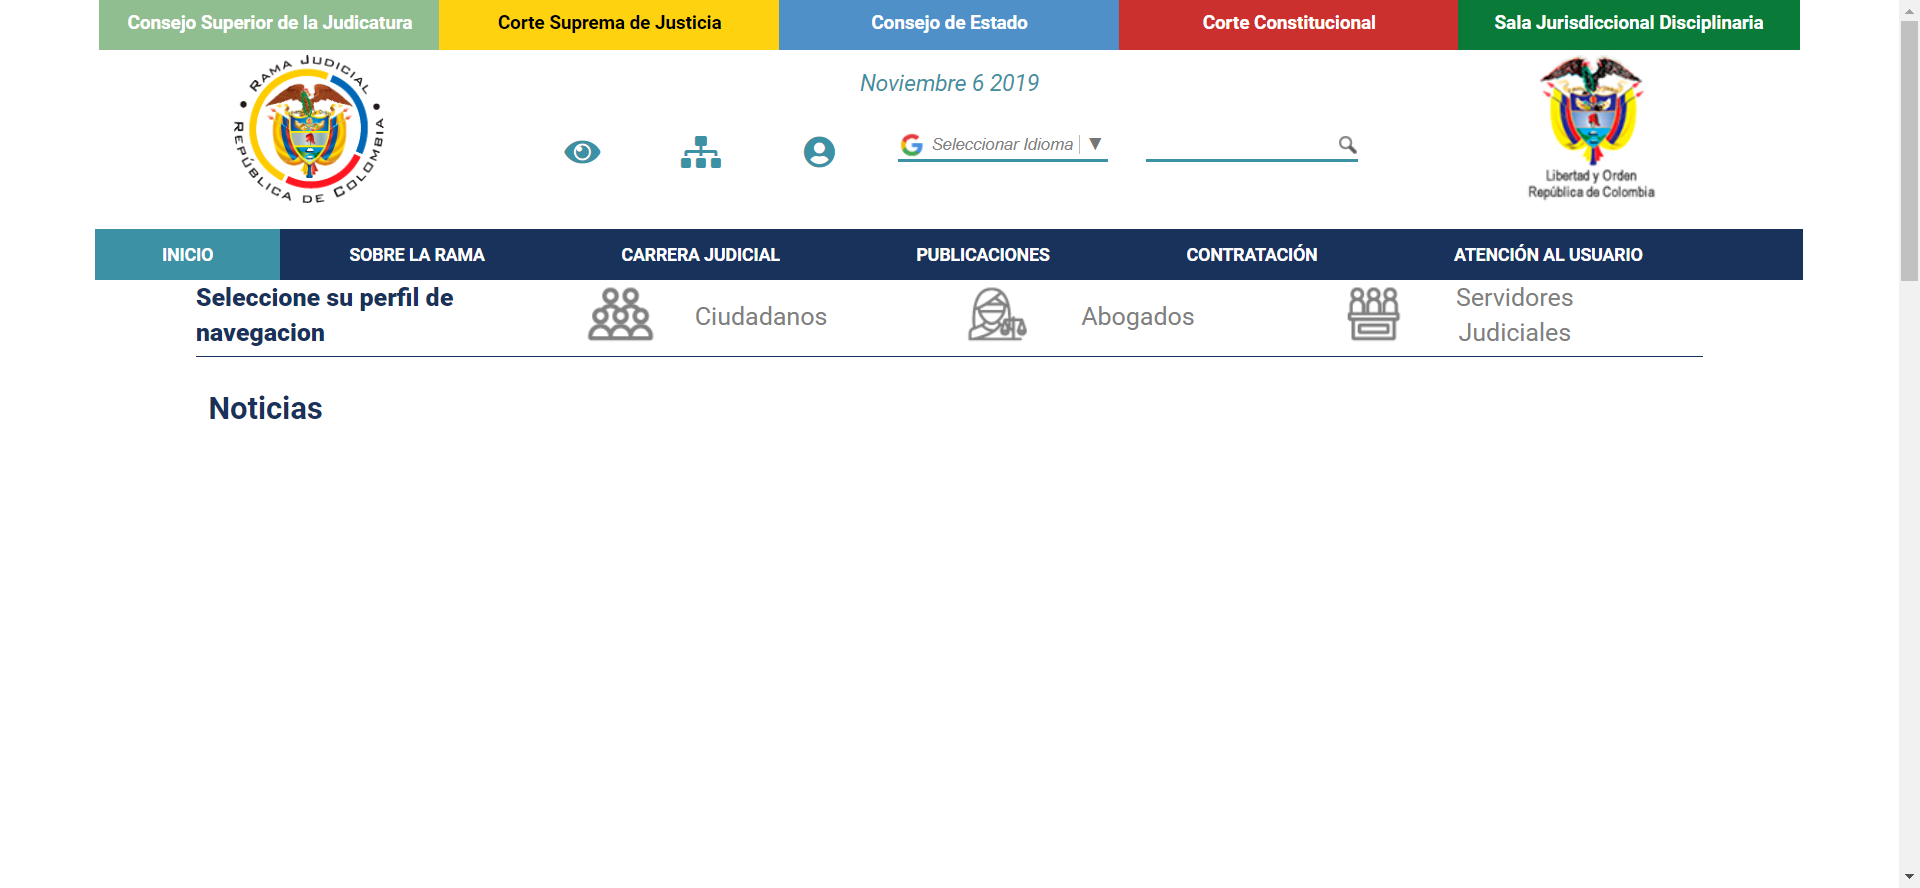 Consejo Superior de la Judicatura
Corte Suprema de Justicia
Consejo de Estado
Corte Constitucional
Sala Jurisdiccional Disciplinaria
RAMA JUDICIAL
REPÚBLICA DE COLOMBIA
Noviembre 6 2019
Seleccionar Idioma ▼
Libertad y Orden
República de Colombia
INICIO
SOBRE LA RAMA
CARRERA JUDICIAL
PUBLICACIONES
CONTRATACIÓN
ATENCIÓN AL USUARIO
Seleccione su perfil de
navegacion
Ciudadanos
Abogados
Servidores
Judiciales
Noticias